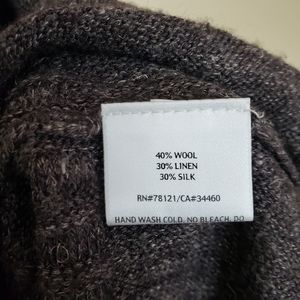 40% WOOL
30% LINEN
30% SILK
RN#78121/CA#34460
HAND WASH COLD. NO BLEACH. DO